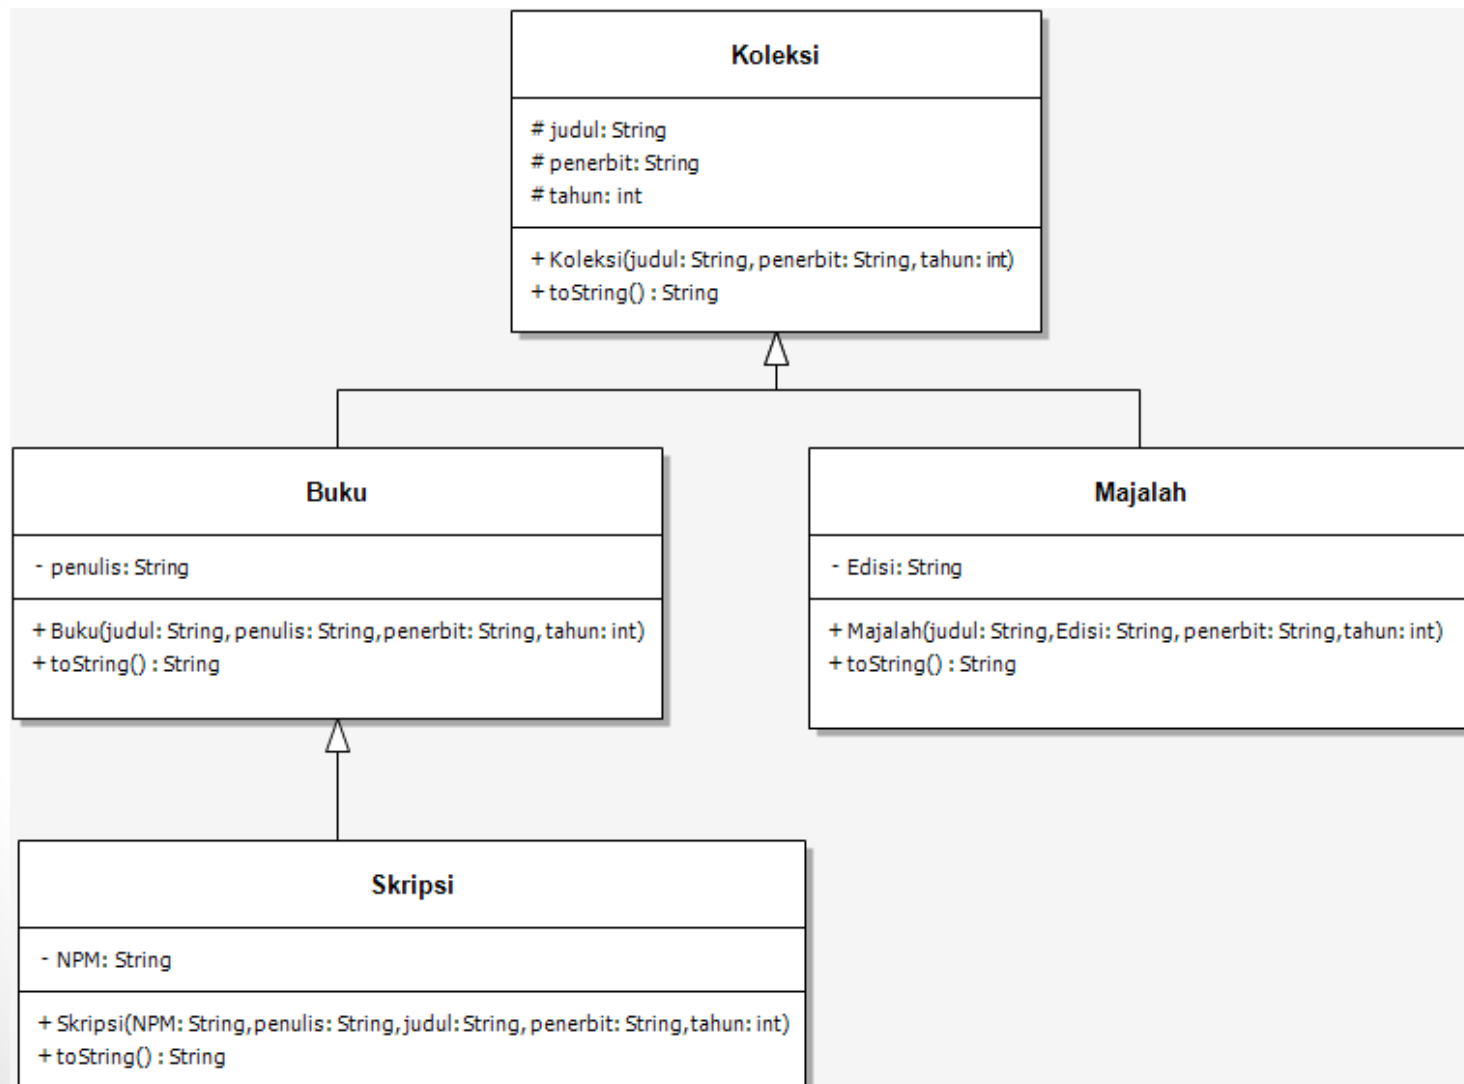 Koleksi
# judul: String
# penerbit: String
# tahun: int
+ Koleksi(judul: String, penerbit: String, tahun: int)
+ toString() : String
Buku
- penulis: String
+ Buku(judul: String, penulis: String,penerbit: String, tahun: int)
+ toString() : String
Majalah
- Edisi: String
+ Majalah(judul: String,Edisi: String, penerbit: String,tahun: int)
+ toString() : String
Skripsi
- NPM: String
+ Skripsi(NPM: String,penulis: String,judul: String, penerbit: String,tahun: int)
+ toString() : String